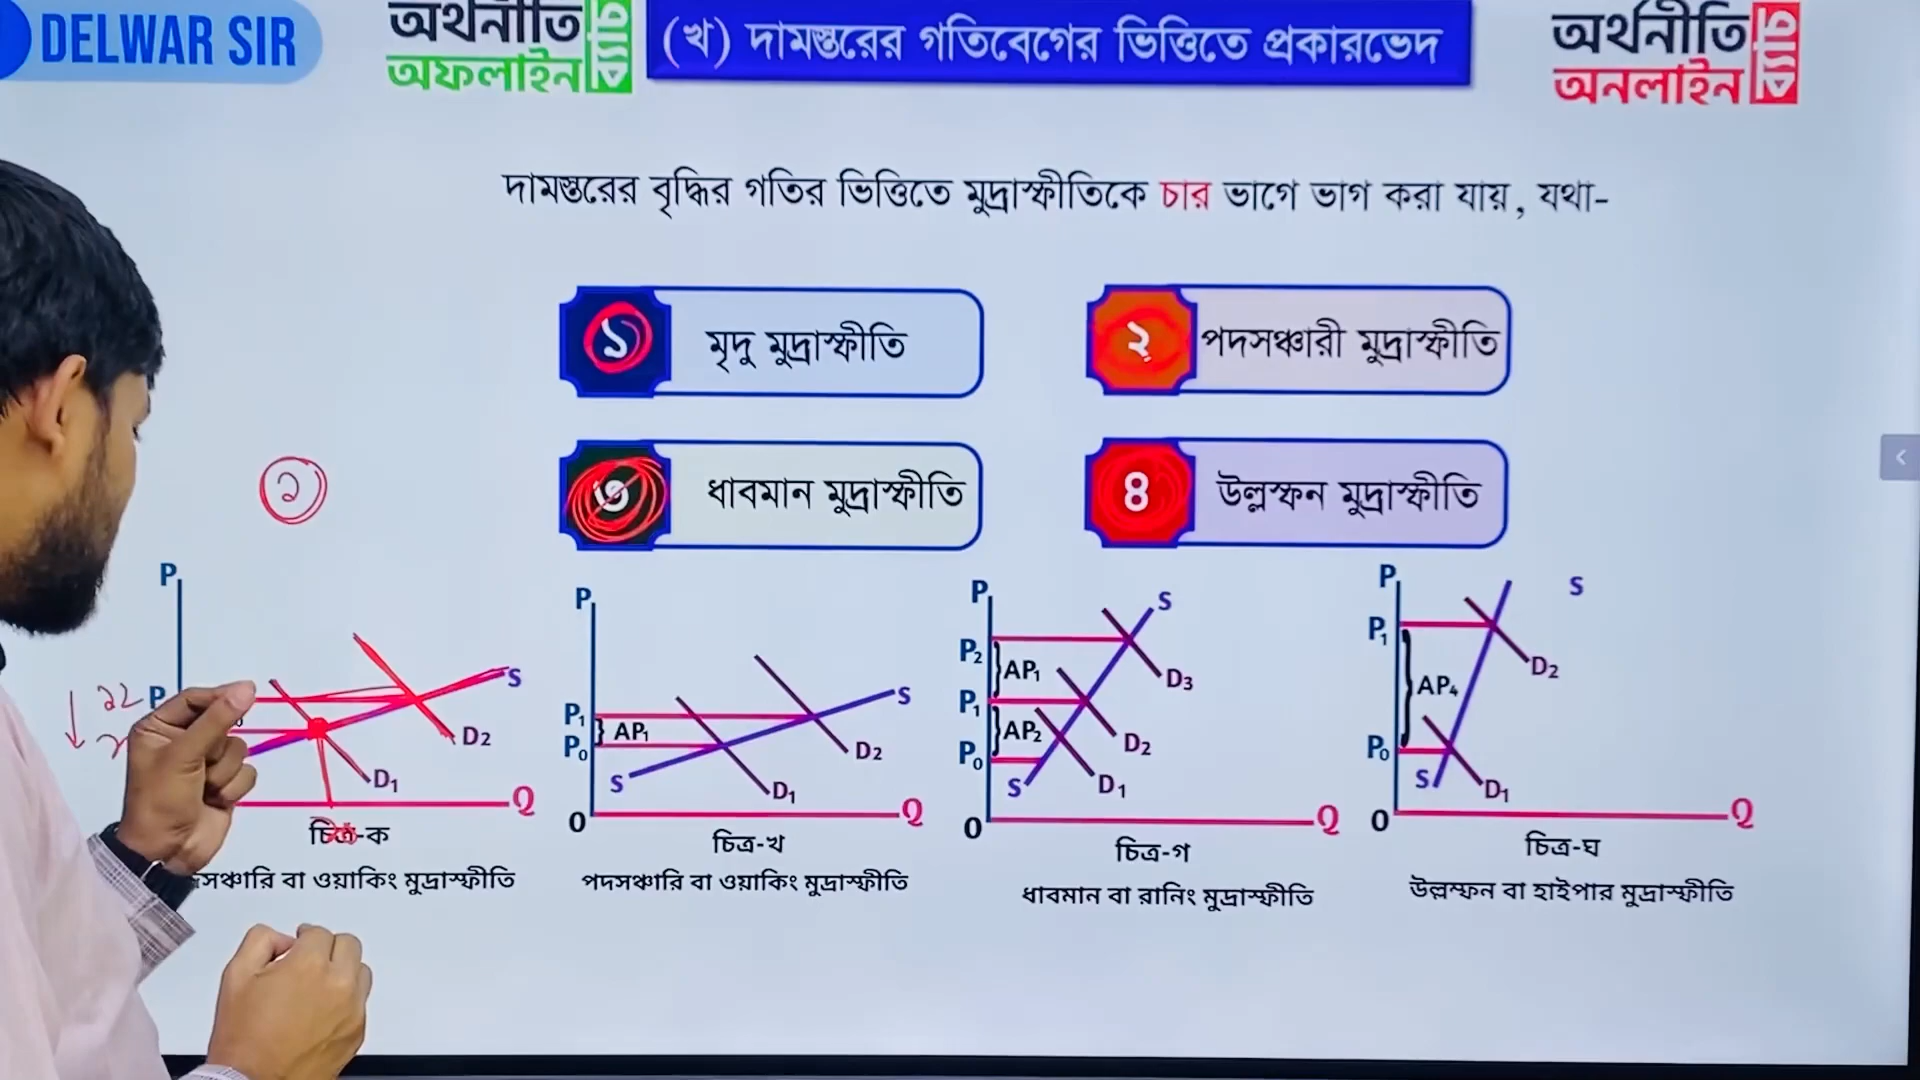 DELWAR SIR
অর্থনীতি
অফলাইন
ব্যাচ
(খ) দামস্তরের গতিবেগের ভিত্তিতে প্রকারভেদ
অর্থনীতি
অনলাইন
ব্যাচ
দামস্তরের বৃদ্ধির গতির ভিত্তিতে মুদ্রাস্ফীতিকে চার ভাগে ভাগ করা যায়, যথা-
১ মৃদু মুদ্রাস্ফীতি
২ পদসঞ্চারী মুদ্রাস্ফীতি
৩ ধাবমান মুদ্রাস্ফীতি
৪ উল্লম্ফন মুদ্রাস্ফীতি
P
P
S
D2
D1
Q
চিত্র-ক
সঞ্চারি বা ওয়াকিং মুদ্রাস্ফীতি
P
P1
AP1
P0
S
S
D2
D1
0
Q
চিত্র-খ
পদসঞ্চারি বা ওয়াকিং মুদ্রাস্ফীতি
P
S
P2
AP1
D3
P1
AP2
D2
P0
S
D1
0
Q
চিত্র-গ
ধাবমান বা রানিং মুদ্রাস্ফীতি
P
S
P1
D2
AP4
P0
S
D1
0
Q
চিত্র-ঘ
উল্লম্ফন বা হাইপার মুদ্রাস্ফীতি